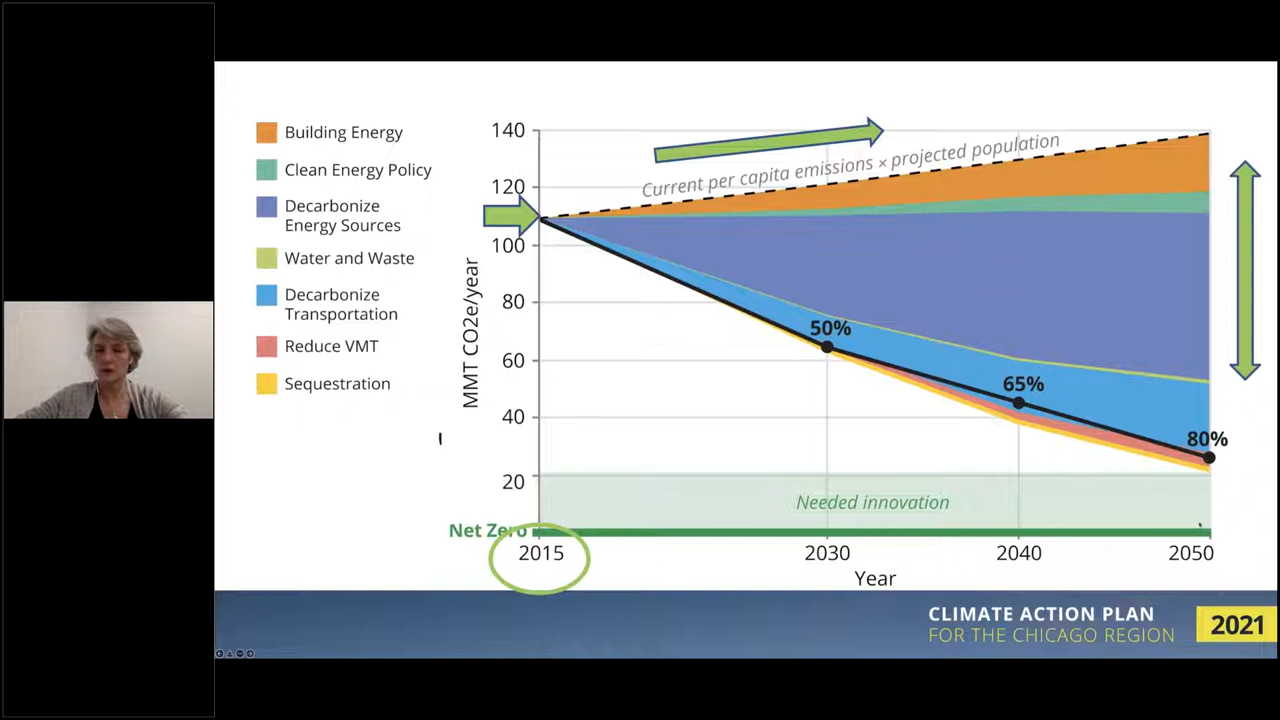 Building Energy
Clean Energy Policy
Decarbonize
Energy Sources
Water and Waste
Decarbonize
Transportation
Reduce VMT
Sequestration
MMT CO2e/year
140
120
100
80
60
40
20
Net Zero
Current per capita emissions × projected population
50%
65%
80%
Needed innovation
2015
2030
2040
2050
Year
CLIMATE ACTION PLAN
FOR THE CHICAGO REGION
2021